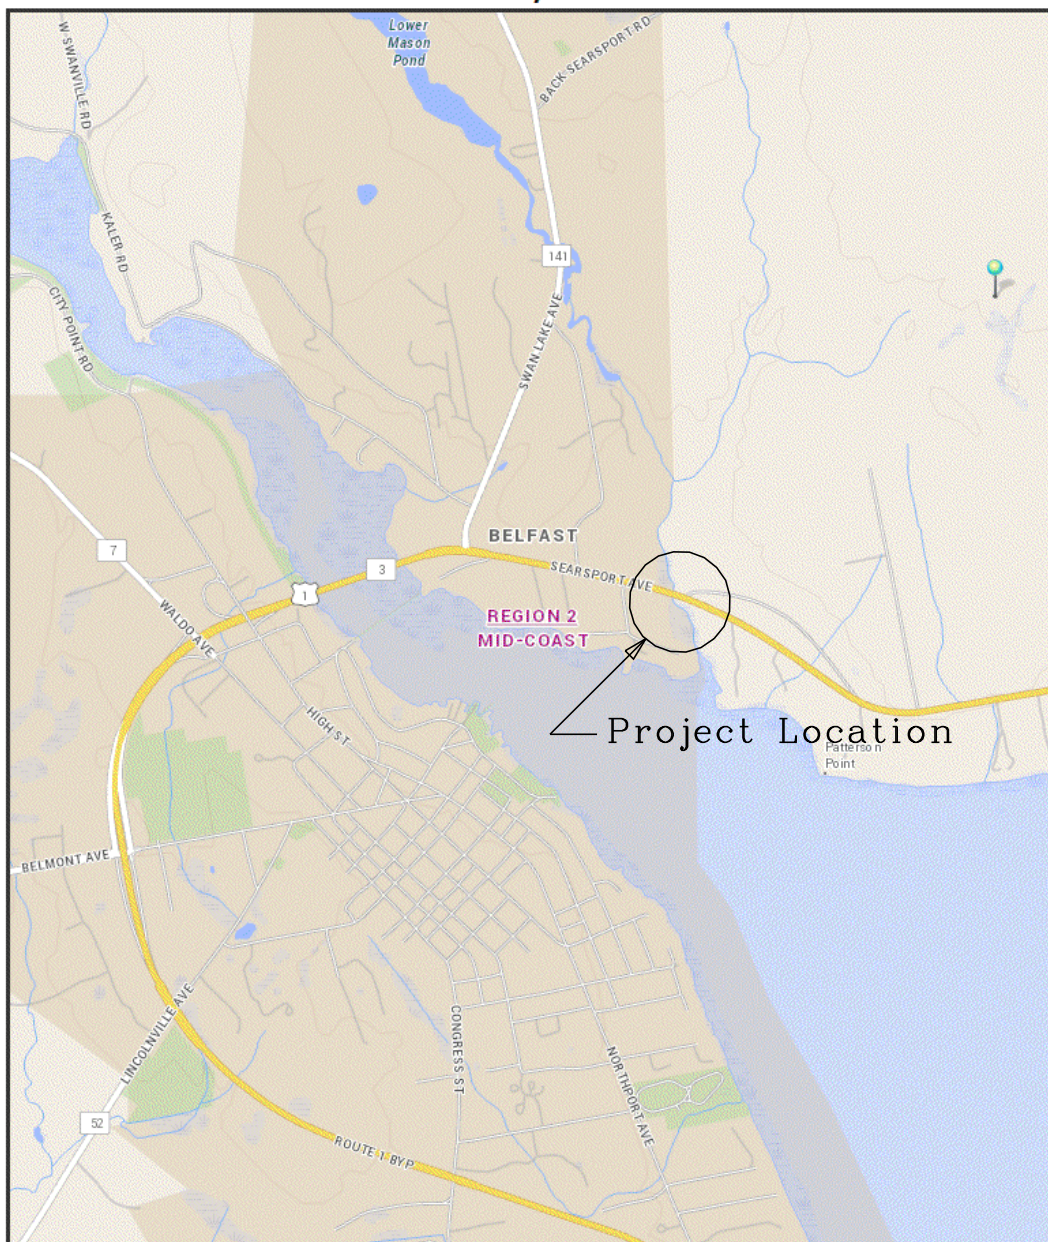 Lower
Mason
Pond
W SWANVILLE RD
BACK SEARSPORT RD
KALER RD
141
CITY POINT RD
SWAN LAKE AVE
BELFAST
7
3
SEARSPORT AVE
1
WALDO AVE
REGION 2
MID-COAST
HIGH ST
Project Location
Patterson
Point
BELMONT AVE
LINCOLNVILLE AVE
CONGRESS ST
NORTHPORT AVE
52
ROUTE 1 BYP